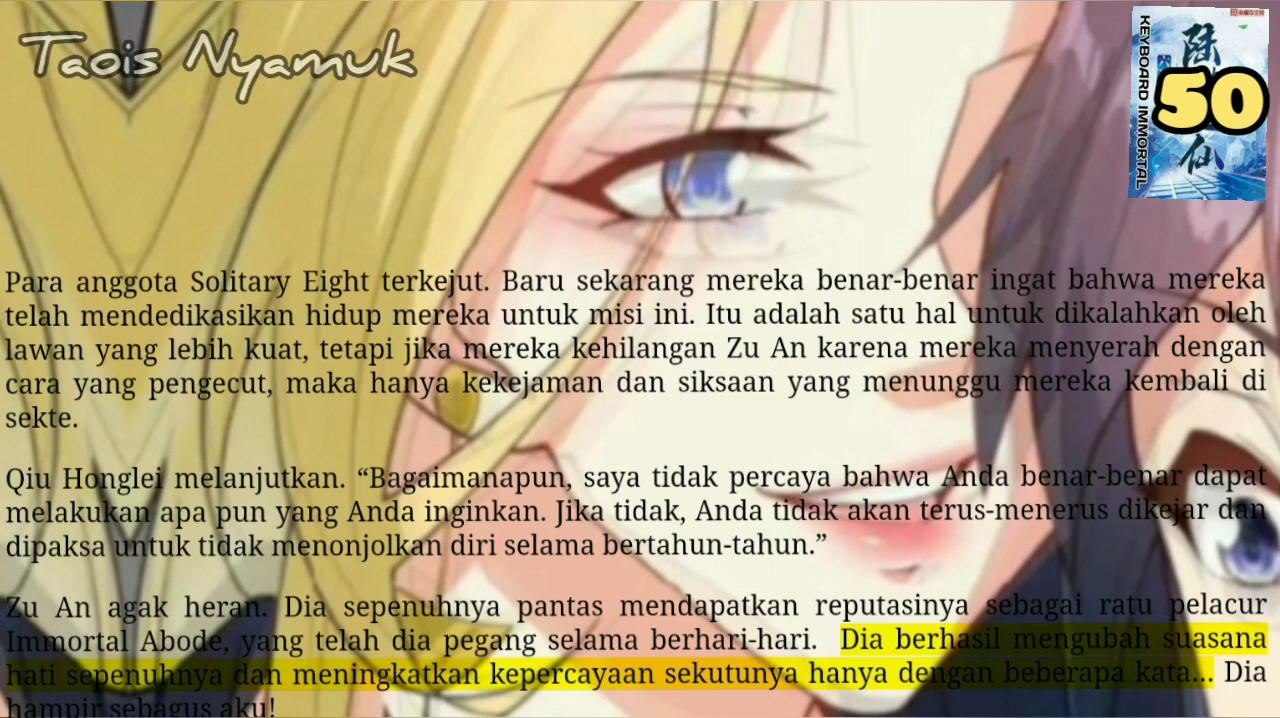 Taois Nyamuk
陆
仙
KEYBOARD IMMORTAL
50
Para anggota Solitary Eight terkejut. Baru sekarang mereka benar-benar ingat bahwa mereka
telah mendedikasikan hidup mereka untuk misi ini. Itu adalah satu hal untuk dikalahkan oleh
lawan yang lebih kuat, tetapi jika mereka kehilangan Zu An karena mereka menyerah dengan
cara yang pengecut, maka hanya kekejaman dan siksaan yang menunggu mereka kembali di
sekte.
Qiu Honglei melanjutkan. “Bagaimanapun, saya tidak percaya bahwa Anda benar-benar dapat
melakukan apa pun yang Anda inginkan. Jika tidak, Anda tidak akan terus-menerus dikejar dan
dipaksa untuk tidak menonjolkan diri selama bertahun-tahun.”
Zu An agak heran. Dia sepenuhnya pantas mendapatkan reputasinya sebagai ratu pelacur
Immortal Abode, yang telah dia pegang selama berhari-hari. Dia berhasil mengubah suasana
hati sepenuhnya dan meningkatkan kepercayaan sekutunya hanya dengan beberapa kata... Dia
hampir sebagus aku!